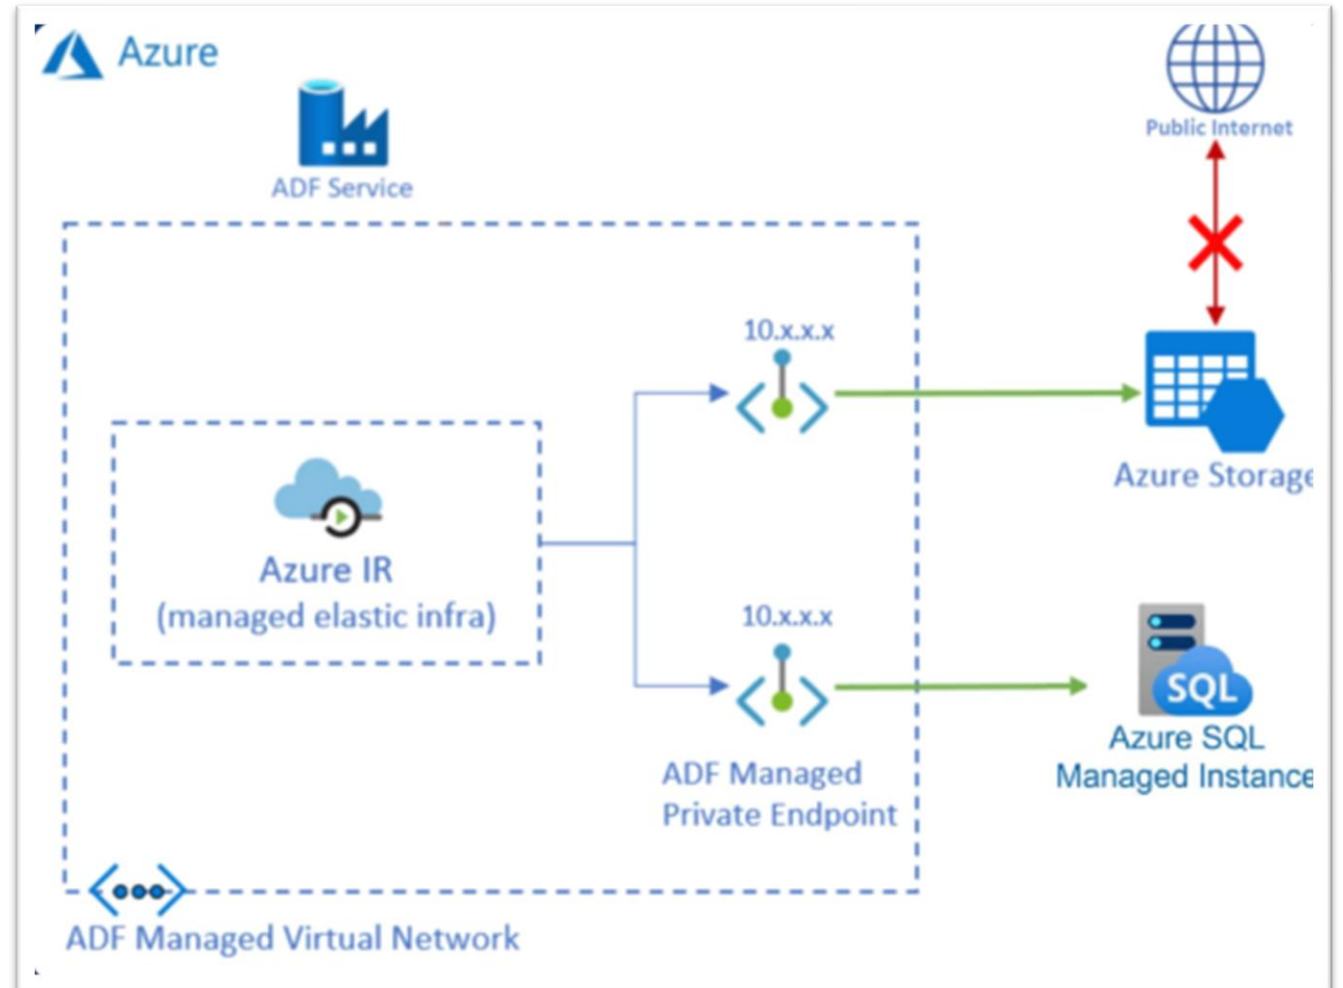 Azure
Public Internet
ADF Service
10.x.x.x
Azure Storage
Azure IR
(managed elastic infra)
10.x.x.x
SQL
Azure SQL
Managed Instance
ADF Managed
Private Endpoint
ADF Managed Virtual Network